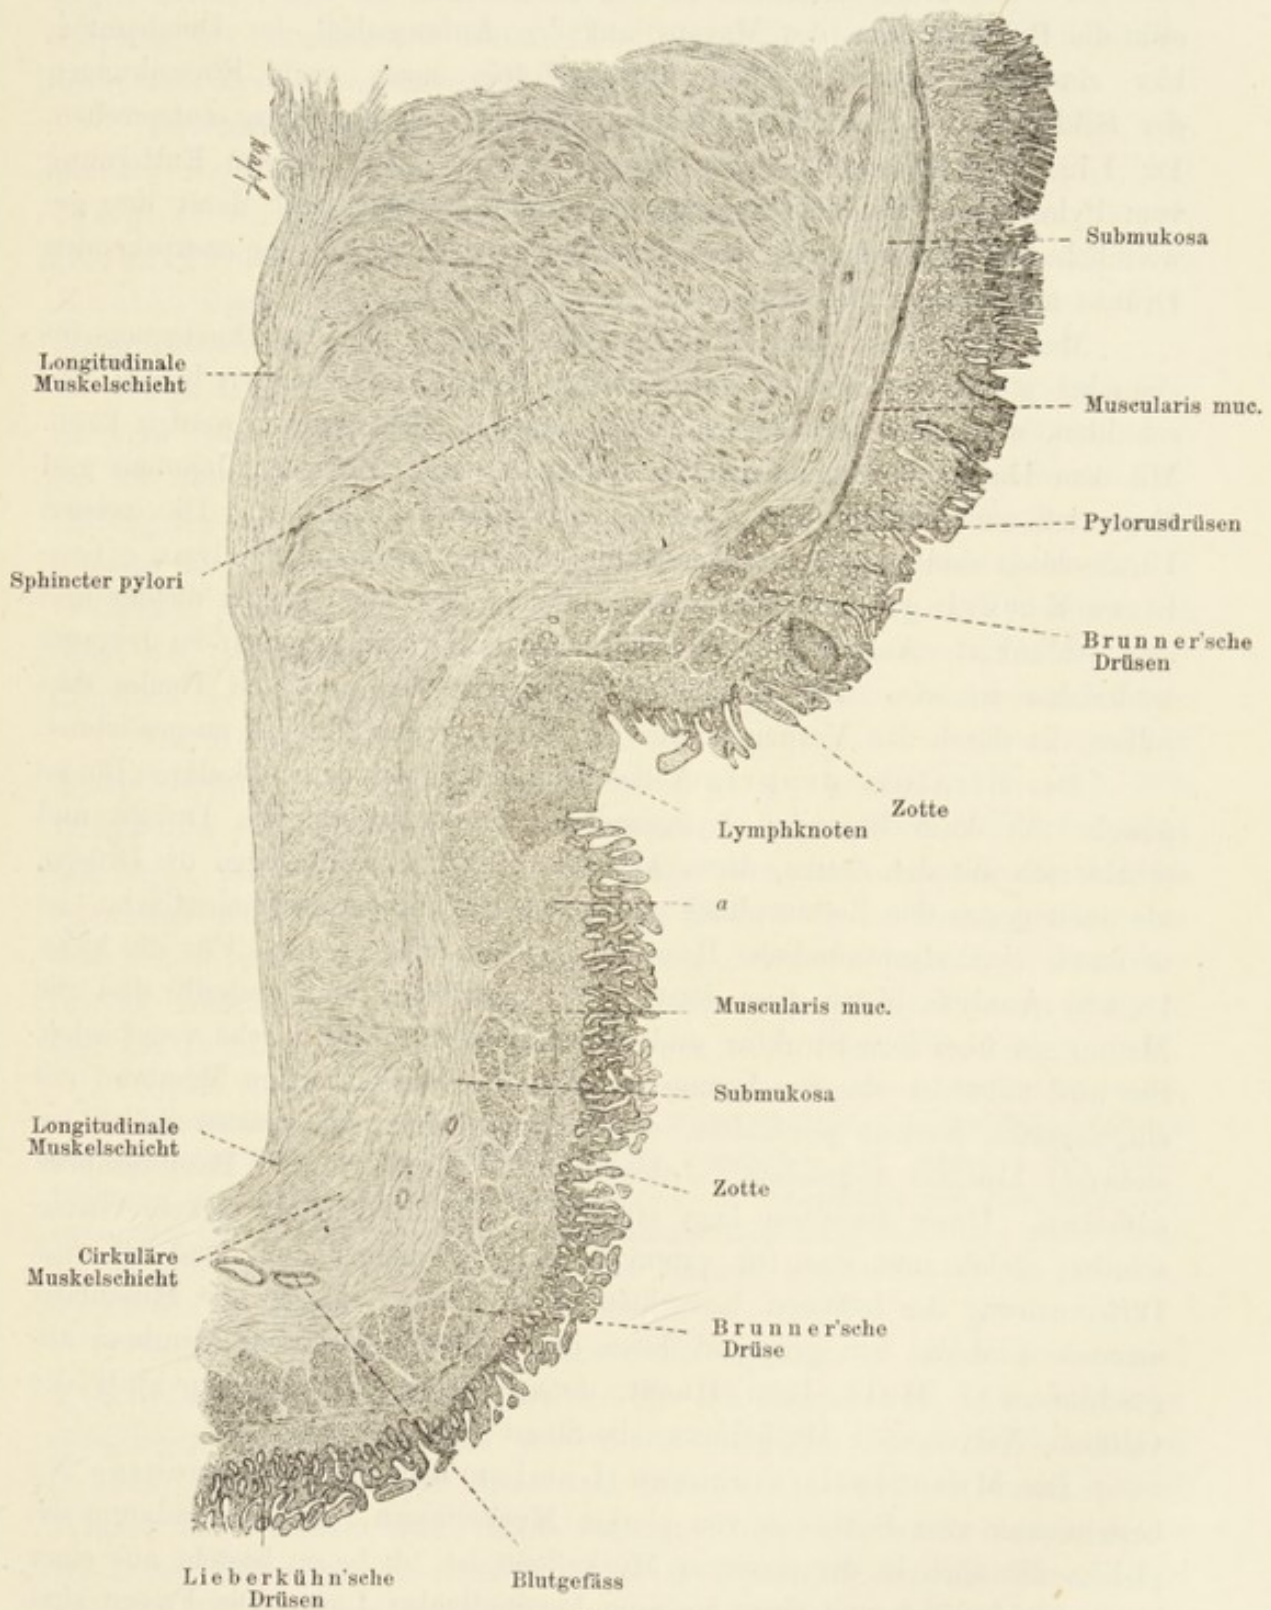 Submukosa
Longitudinale
Muskelschicht
Muscularis muc.
Pylorusdrüsen
Sphincter pylori
Brunner'sche
Drüsen
Zotte
Lymphknoten
a
Muscularis muc.
Submukosa
Longitudinale
Muskelschicht
Zotte
Cirkuläre
Muskelschicht
Brunner'sche
Drüse
Lieberkühn'sche
Drüsen
Blutgefäss